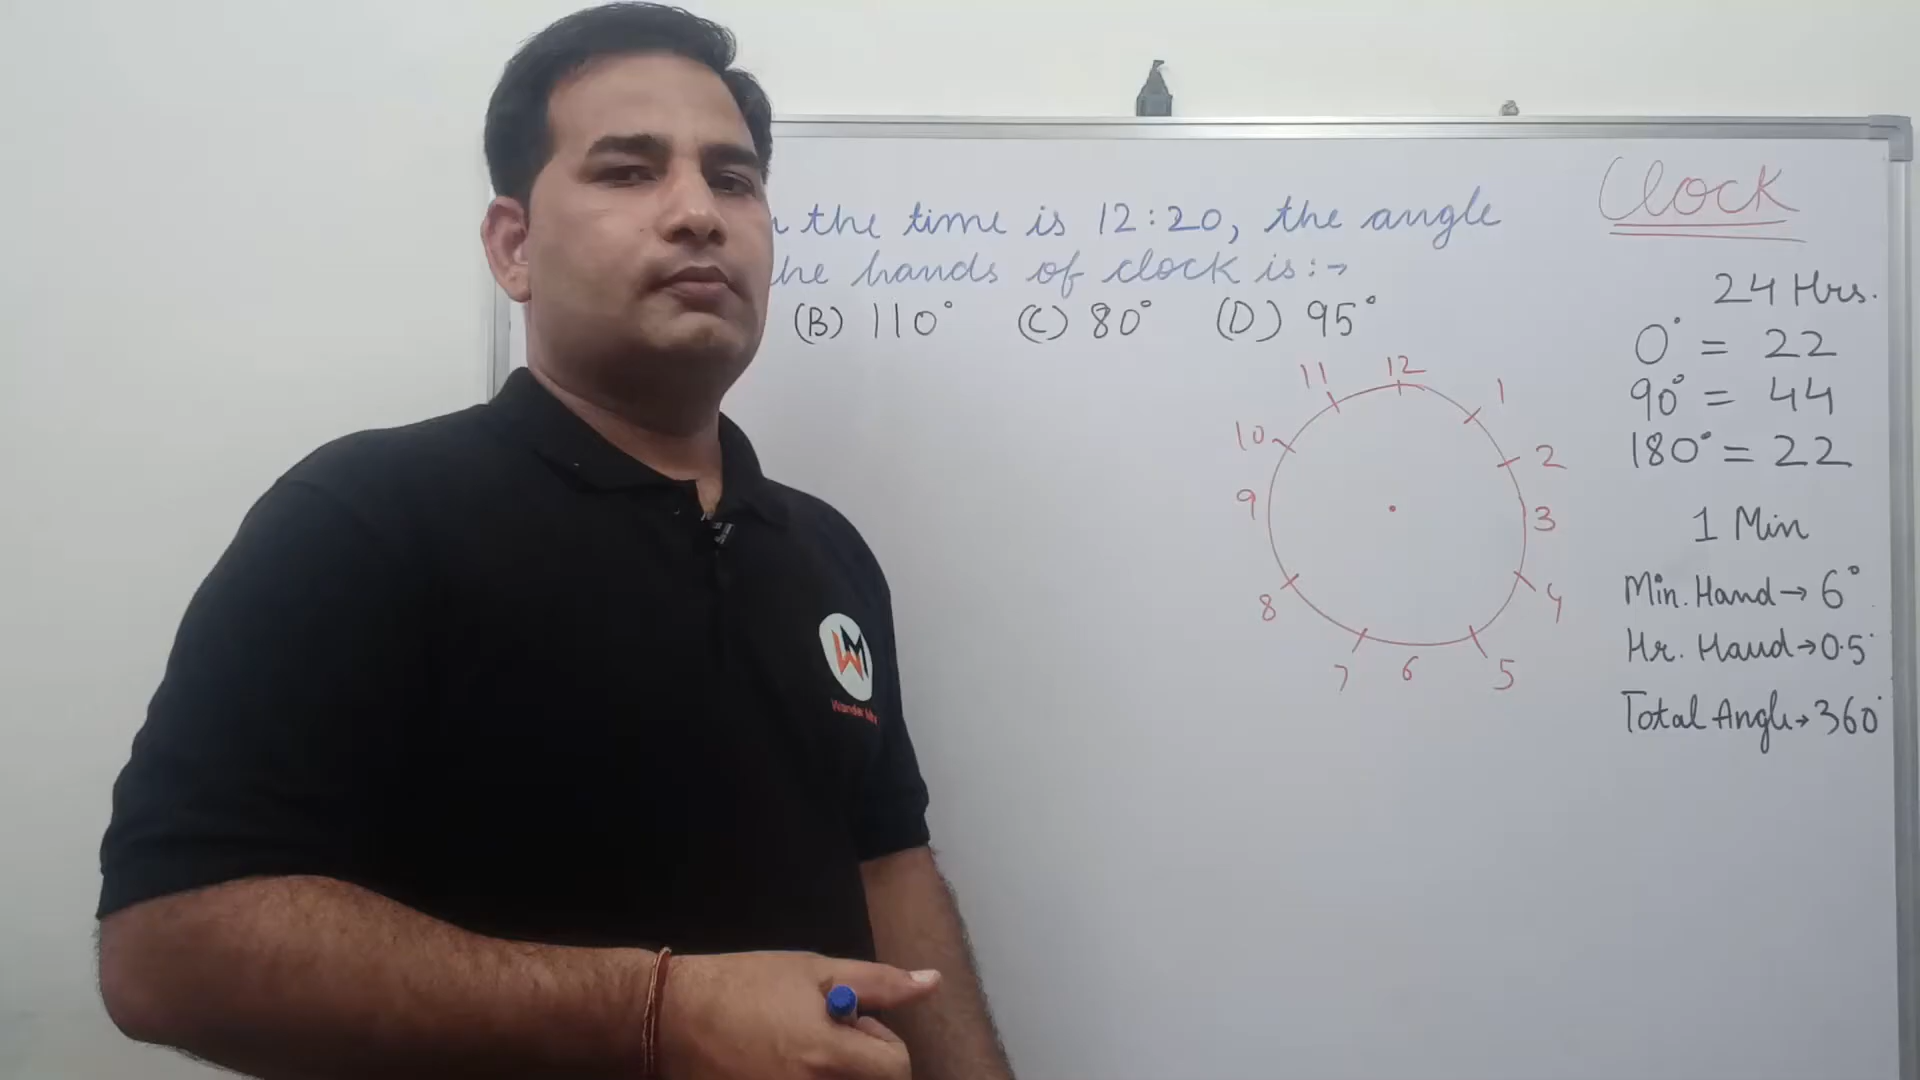 the time is 12:20, the angle
he hands of clock is:→
(B) 110° (C) 80° (D) 95°
Clock
24 Hrs.
0° = 22
90° = 44
180° = 22
1 Min
Min. Hand→ 6°
Hr. Hand→0.5°
Total Angle→360°
11 12 1
10 2
9 3
8 4
7 6 5
WM